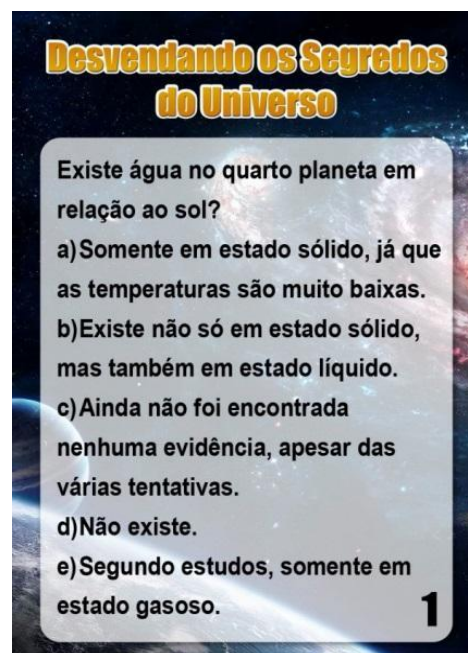 Desvendando os Segredos
do Universo
Existe água no quarto planeta em
relação ao sol?
a)Somente em estado sólido, já que
as temperaturas são muito baixas.
b)Existe não só em estado sólido,
mas também em estado líquido.
c)Ainda não foi encontrada
nenhuma evidência, apesar das
várias tentativas.
d)Não existe.
e)Segundo estudos, somente em
estado gasoso.
1